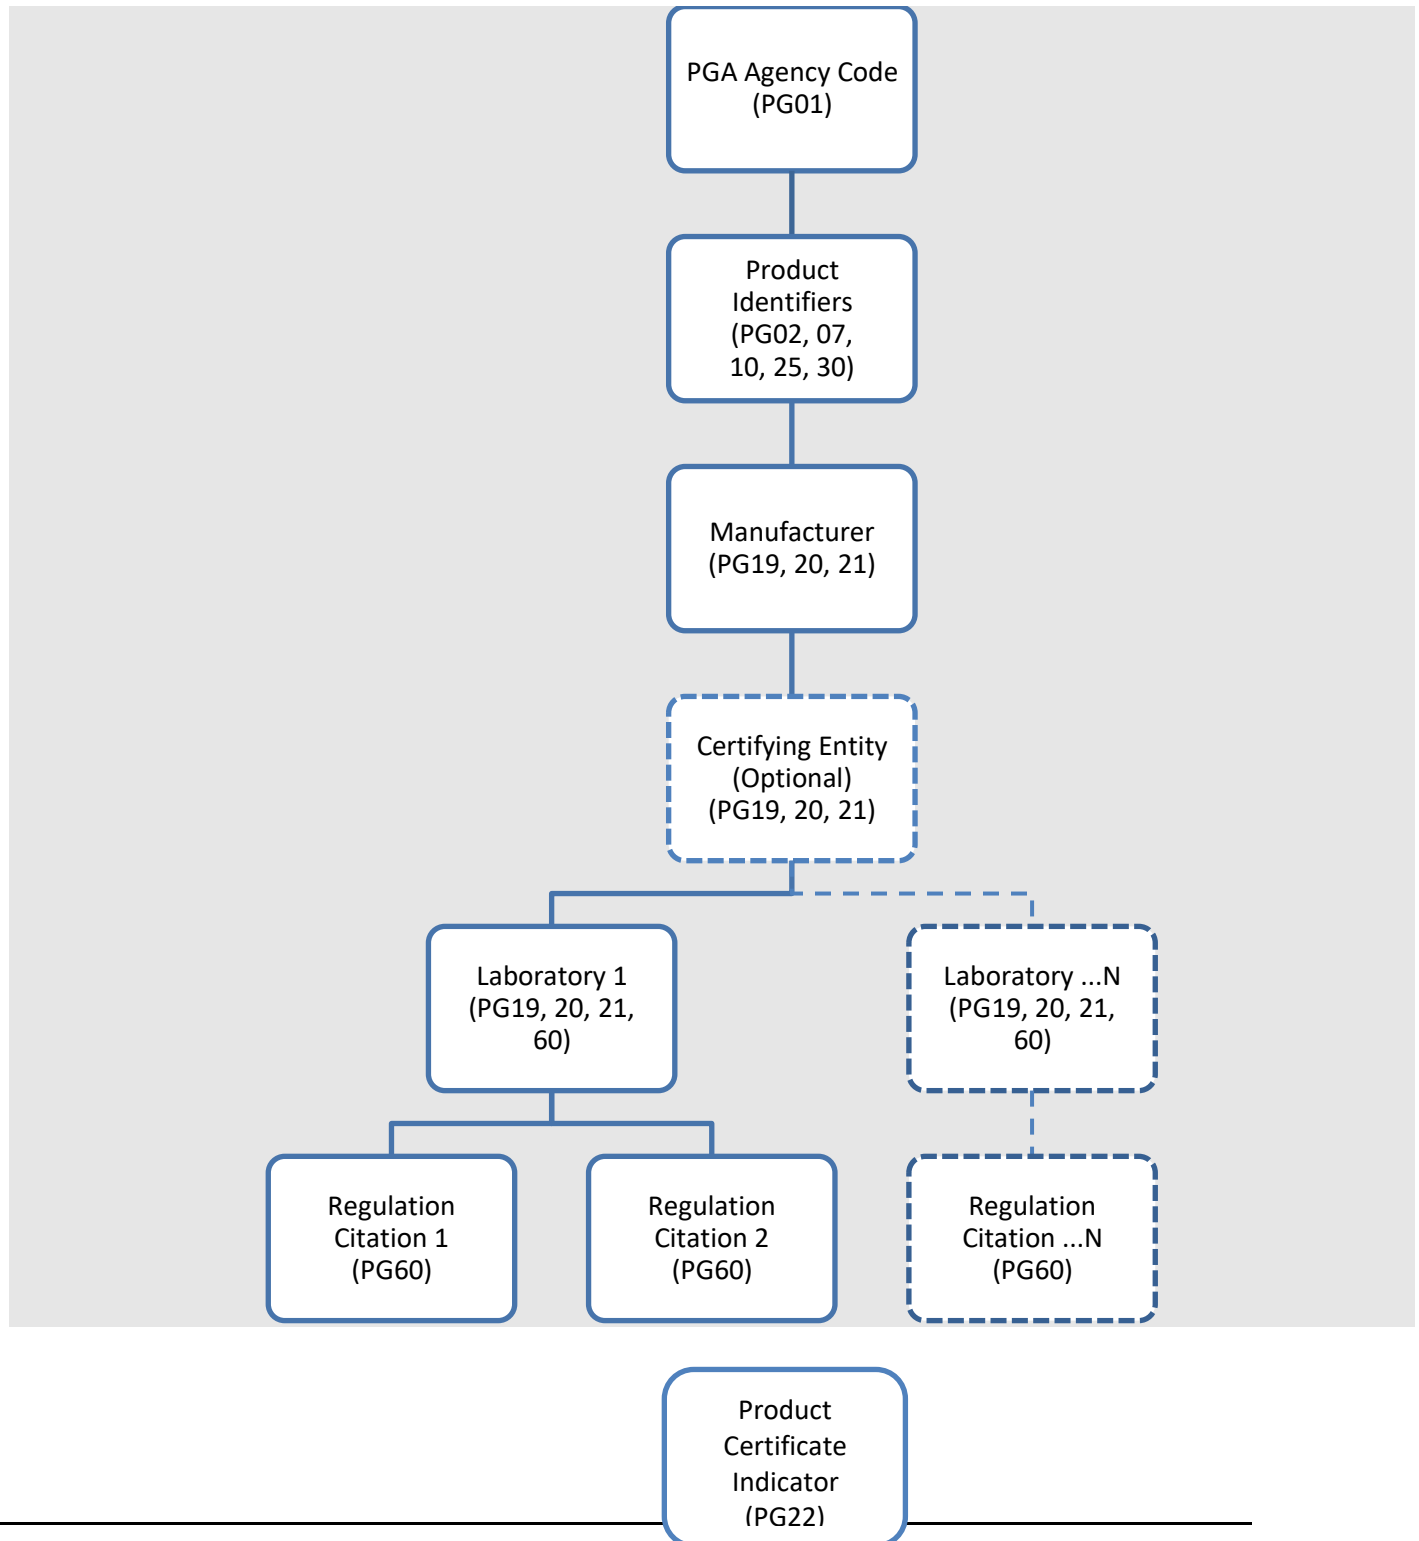 PGA Agency Code
(PG01)
Product
Identifiers
(PG02, 07,
10, 25, 30)
Manufacturer
(PG19, 20, 21)
Certifying Entity
(Optional)
(PG19, 20, 21)
Laboratory 1
(PG19, 20, 21,
60)
Laboratory ...N
(PG19, 20, 21,
60)
Regulation
Citation 1
(PG60)
Regulation
Citation 2
(PG60)
Regulation
Citation ...N
(PG60)
Product
Certificate
Indicator
(PG22)